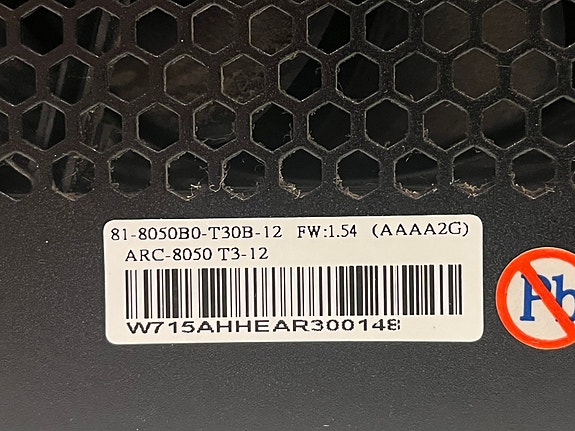 81-8050B0-T30B-12 FW:1.54 (AAAA2G)
ARC-8050 T3-12
W715AHHEAR300148
Pb